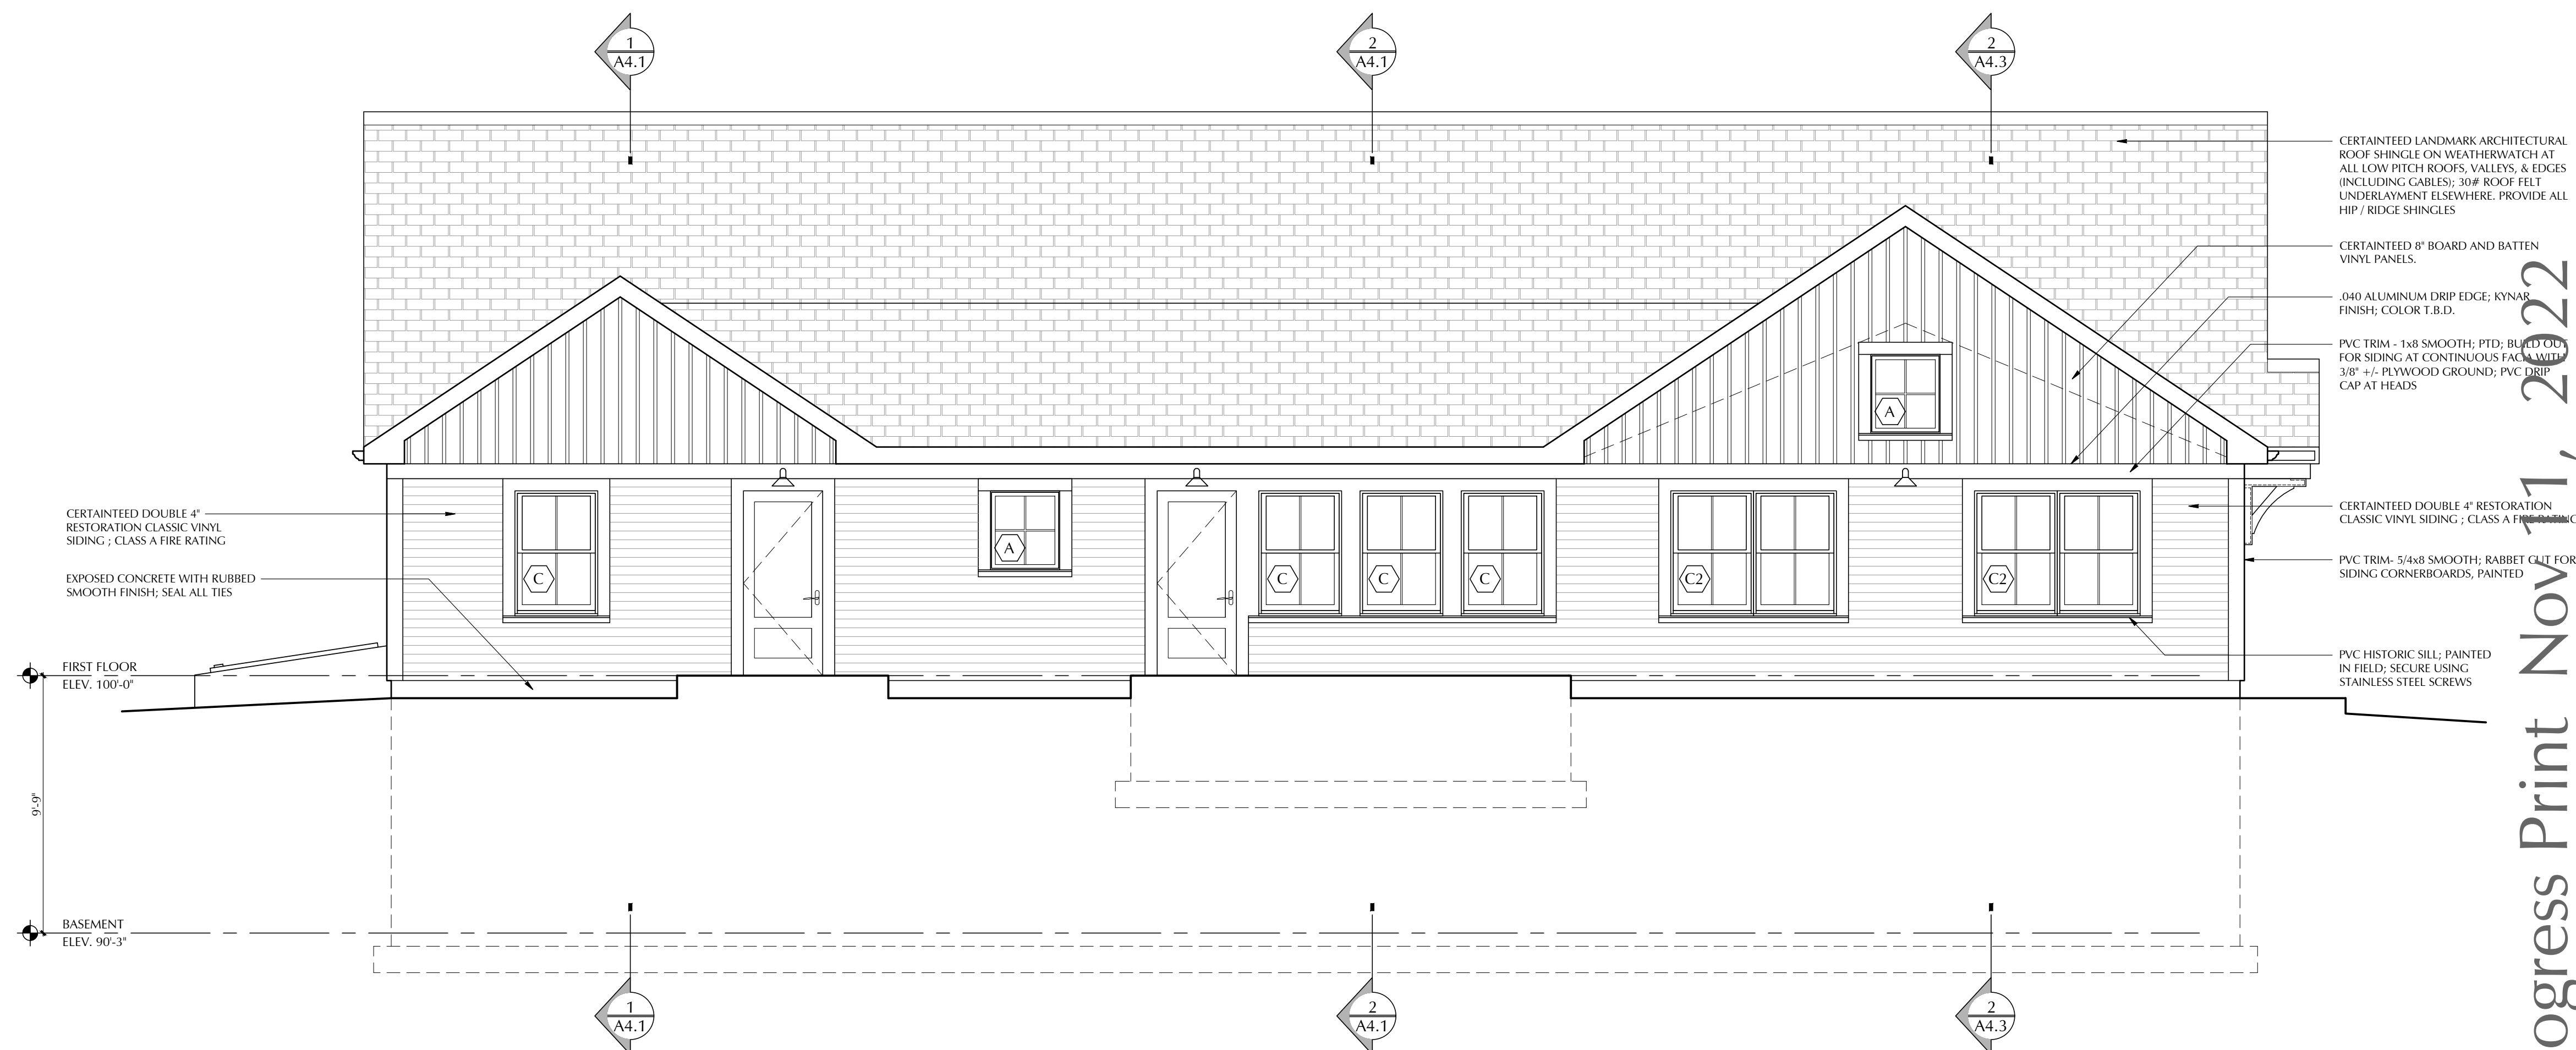 1
A4.1
2
A4.1
2
A4.3
CERTAINTEED LANDMARK ARCHITECTURAL
ROOF SHINGLE ON WEATHERWATCH AT
ALL LOW PITCH ROOFS, VALLEYS, & EDGES
(INCLUDING GABLES); 30# ROOF FELT
UNDERLAYMENT ELSEWHERE. PROVIDE ALL
HIP / RIDGE SHINGLES
CERTAINTEED 8" BOARD AND BATTEN
VINYL PANELS.
.040 ALUMINUM DRIP EDGE; KYNAR
FINISH; COLOR T.B.D.
PVC TRIM - 1x8 SMOOTH; PTD; BUILD OUT
FOR SIDING AT CONTINUOUS FACIA WITH
3/8" +/- PLYWOOD GROUND; PVC DRIP
CAP AT HEADS
A
CERTAINTEED DOUBLE 4"
RESTORATION CLASSIC VINYL
SIDING ; CLASS A FIRE RATING
EXPOSED CONCRETE WITH RUBBED
SMOOTH FINISH; SEAL ALL TIES
C
A
C
C
C
C2
C2
CERTAINTEED DOUBLE 4" RESTORATION
CLASSIC VINYL SIDING ; CLASS A FIRE RATING
PVC TRIM- 5/4x8 SMOOTH; RABBET CUT FOR
SIDING CORNERBOARDS, PAINTED
PVC HISTORIC SILL; PAINTED
IN FIELD; SECURE USING
STAINLESS STEEL SCREWS
FIRST FLOOR
ELEV. 100'-0"
9'-9"
BASEMENT
ELEV. 90'-3"
1
A4.1
2
A4.1
2
A4.3
ogress Print Nov 11, 2022